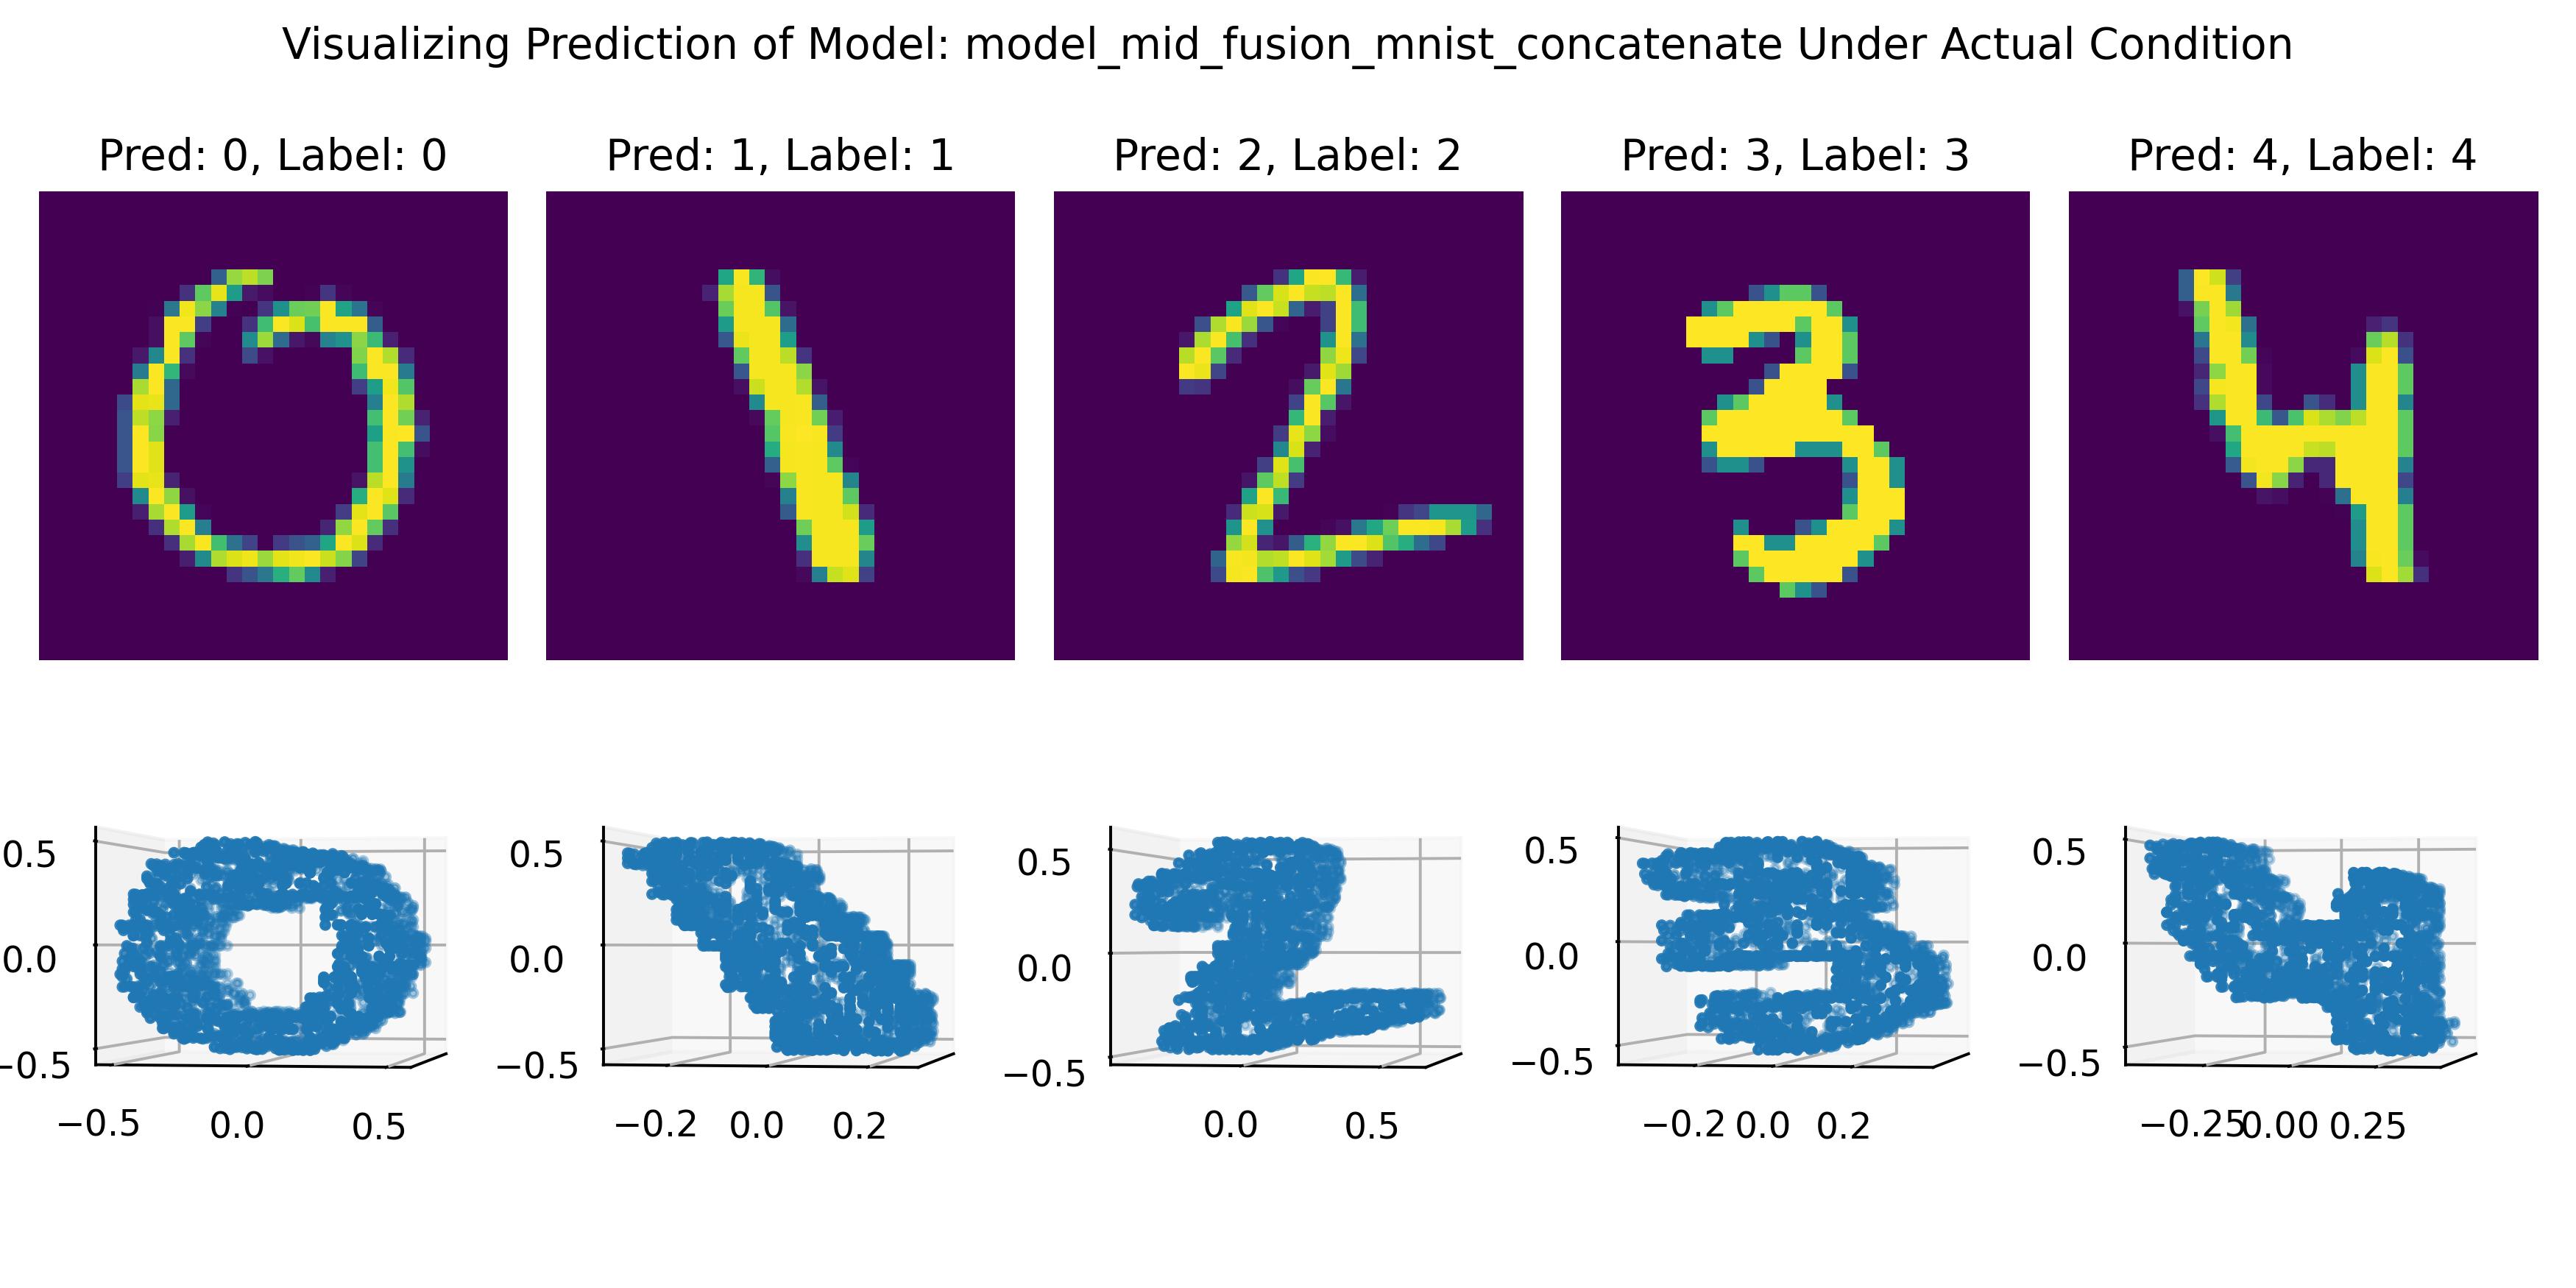 Visualizing Prediction of Model: model_mid_fusion_mnist_concatenate Under Actual Condition
Pred: 0, Label: 0
Pred: 1, Label: 1
Pred: 2, Label: 2
Pred: 3, Label: 3
Pred: 4, Label: 4
0.5
0.0
−0.5
−0.5 0.0 0.5
0.5
0.0
−0.5
−0.2 0.0 0.2
0.5
0.0
−0.5
0.0 0.5
0.5
0.0
−0.5
−0.2 0.0 0.2
0.5
0.0
−0.5
−0.25 0.00 0.25